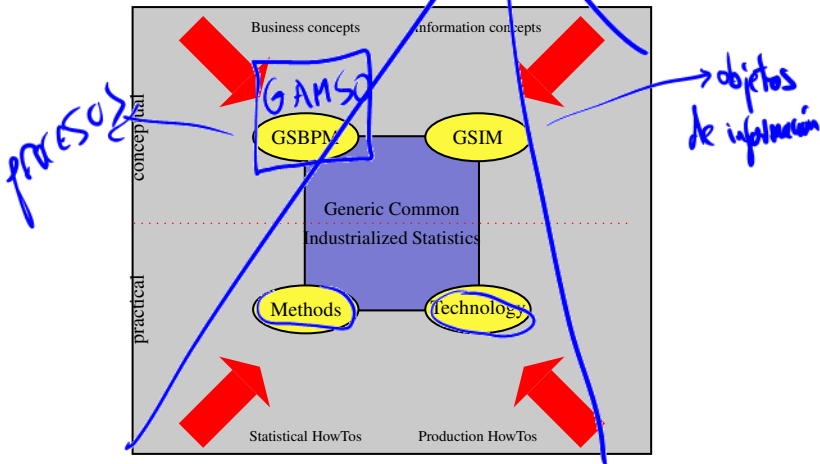 Business concepts
Information concepts
GAMSO
procesos
objetos
de información
conceptual
GSBPM
GSIM
Generic Common
Industrialized Statistics
practical
Methods
Technology
Statistical HowTos
Production HowTos